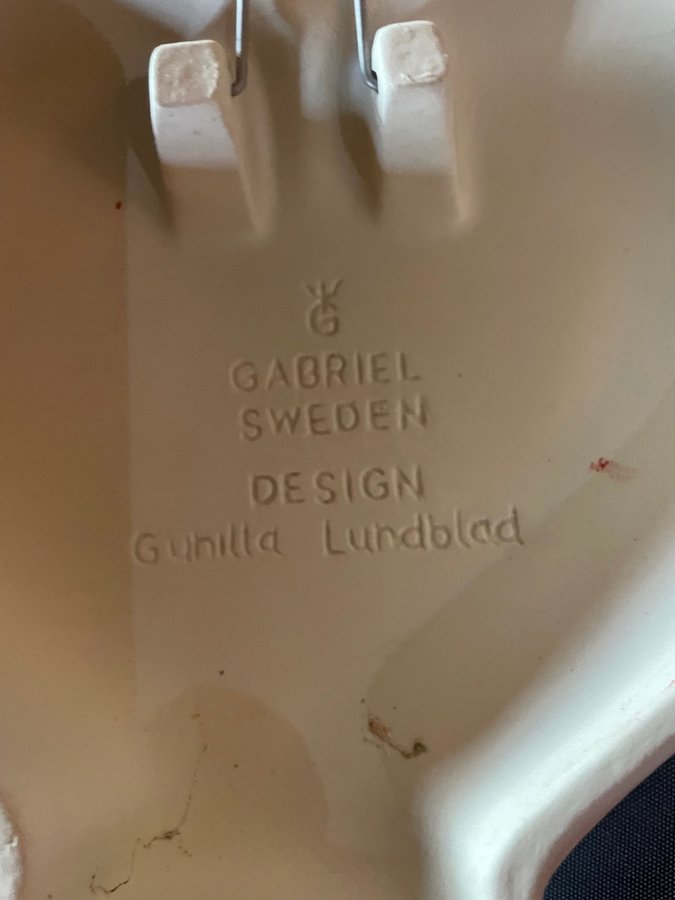 G
GABRIEL
SWEDEN
DESIGN
Gunilla Lundblad